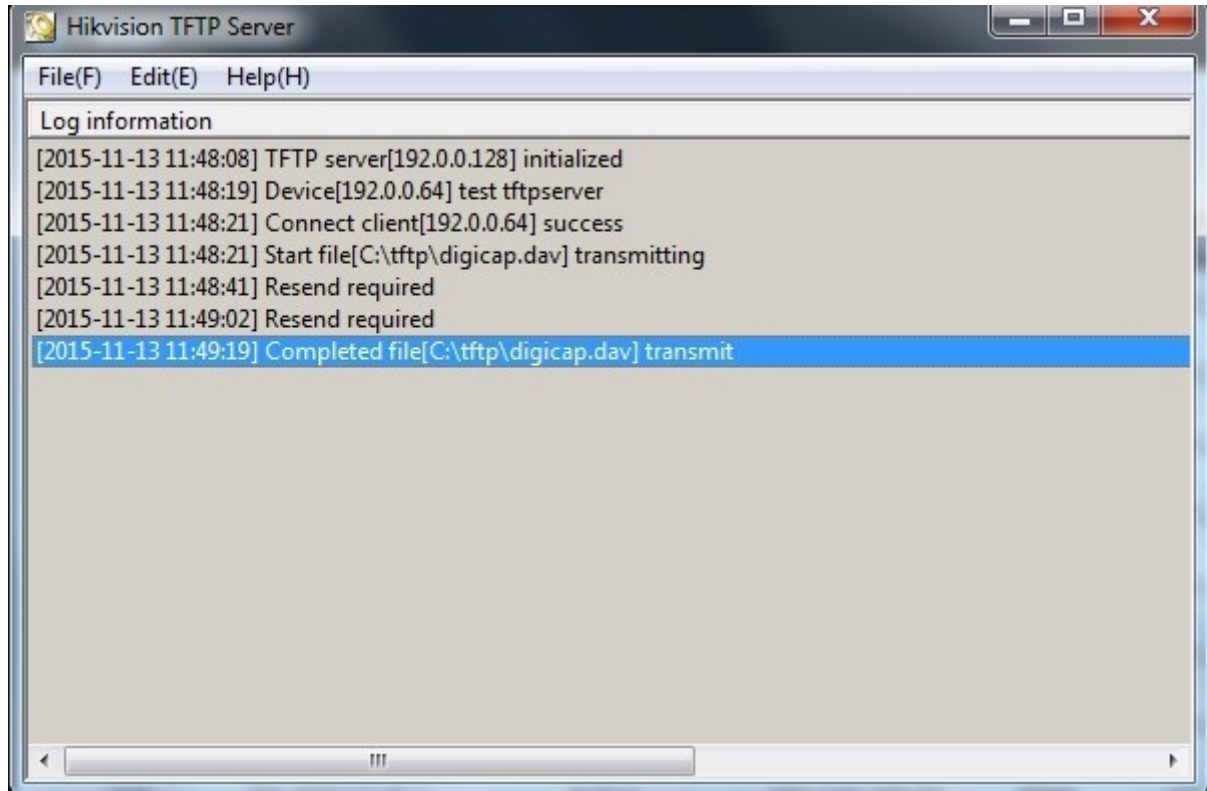 Hikvision TFTP Server
File(F) Edit(E) Help(H)
Log information
[2015-11-13 11:48:08] TFTP server[192.0.0.128] initialized
[2015-11-13 11:48:19] Device[192.0.0.64] test tftpserver
[2015-11-13 11:48:21] Connect client[192.0.0.64] success
[2015-11-13 11:48:21] Start file[C:\tftp\digicap.dav] transmitting
[2015-11-13 11:48:41] Resend required
[2015-11-13 11:49:02] Resend required
[2015-11-13 11:49:19] Completed file[C:\tftp\digicap.dav] transmit